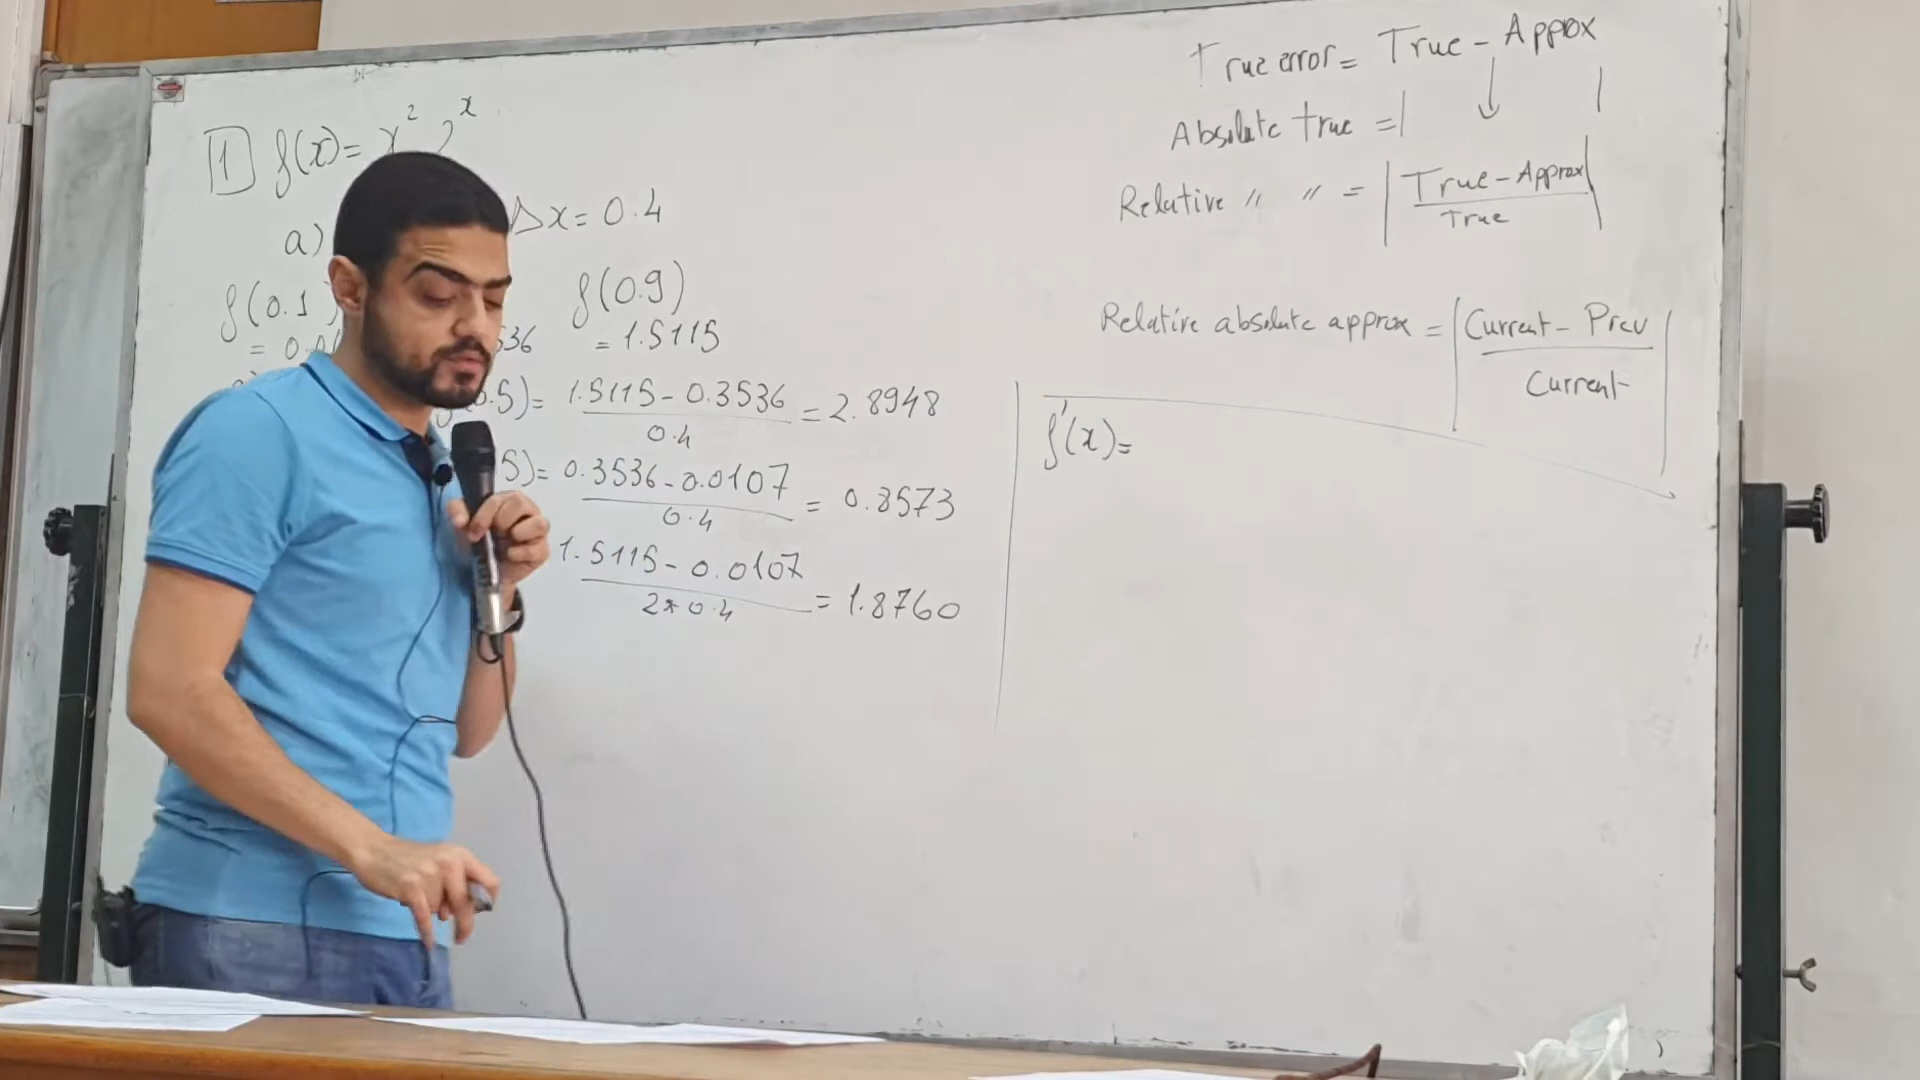 1 f(x) = x² 2ˣ
a) Δx = 0.4
f(0.1) f(0.9)
= 0.0 536 = 1.5115
0.5) = (1.5115 - 0.3536) / 0.4 = 2.8948
5) = (0.3536 - 0.0107) / 0.4 = 0.8573
(1.5115 - 0.0107) / (2 * 0.4) = 1.8760
True error = True - Approx
Absolute true = | ↓ |
Relative " " = | (True - Approx) / True |
Relative absolute approx = | (Current - Prev) / Current |
f'(x) =